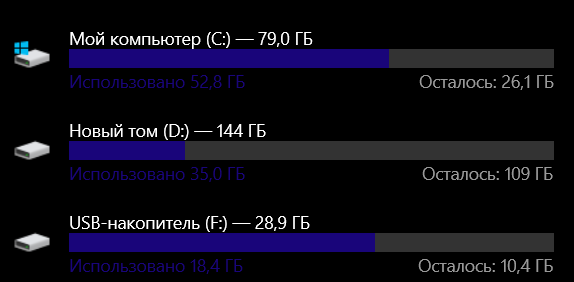 Мой компьютер (C:) — 79,0 ГБ
Использовано 52,8 ГБ Осталось: 26,1 ГБ
Новый том (D:) — 144 ГБ
Использовано 35,0 ГБ Осталось: 109 ГБ
USB-накопитель (F:) — 28,9 ГБ
Использовано 18,4 ГБ Осталось: 10,4 ГБ